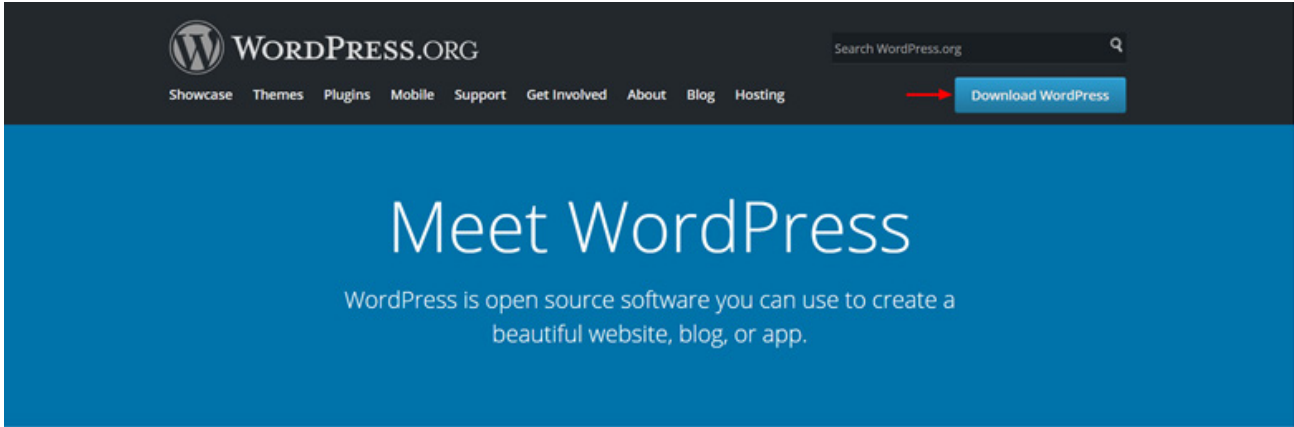 WORDPRESS.ORG
Search WordPress.org
Showcase Themes Plugins Mobile Support Get Involved About Blog Hosting
Download WordPress
Meet WordPress
WordPress is open source software you can use to create a
beautiful website, blog, or app.